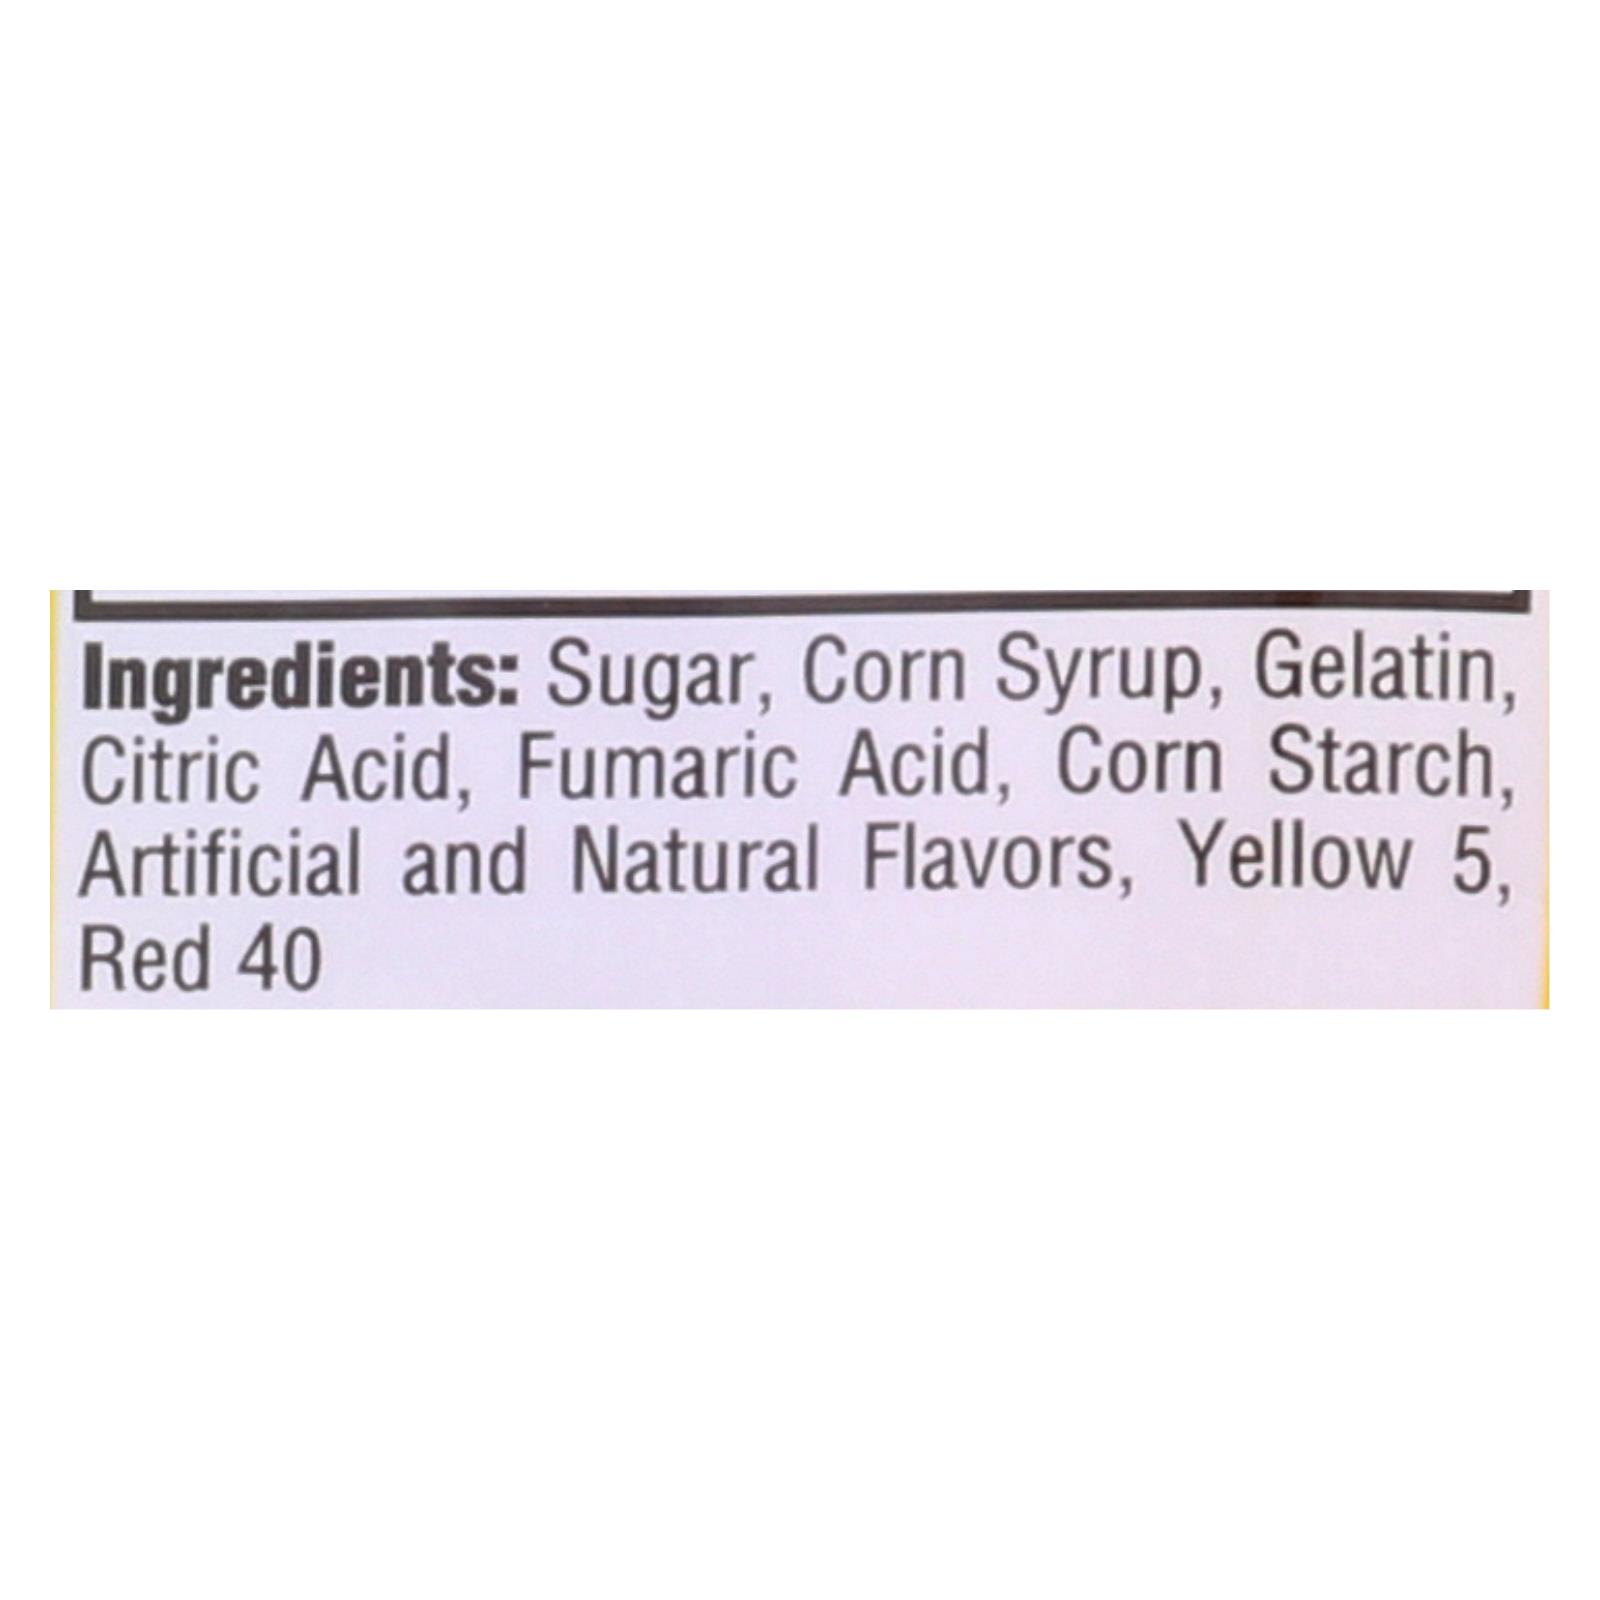 Ingredients: Sugar, Corn Syrup, Gelatin,
Citric Acid, Fumaric Acid, Corn Starch,
Artificial and Natural Flavors, Yellow 5,
Red 40